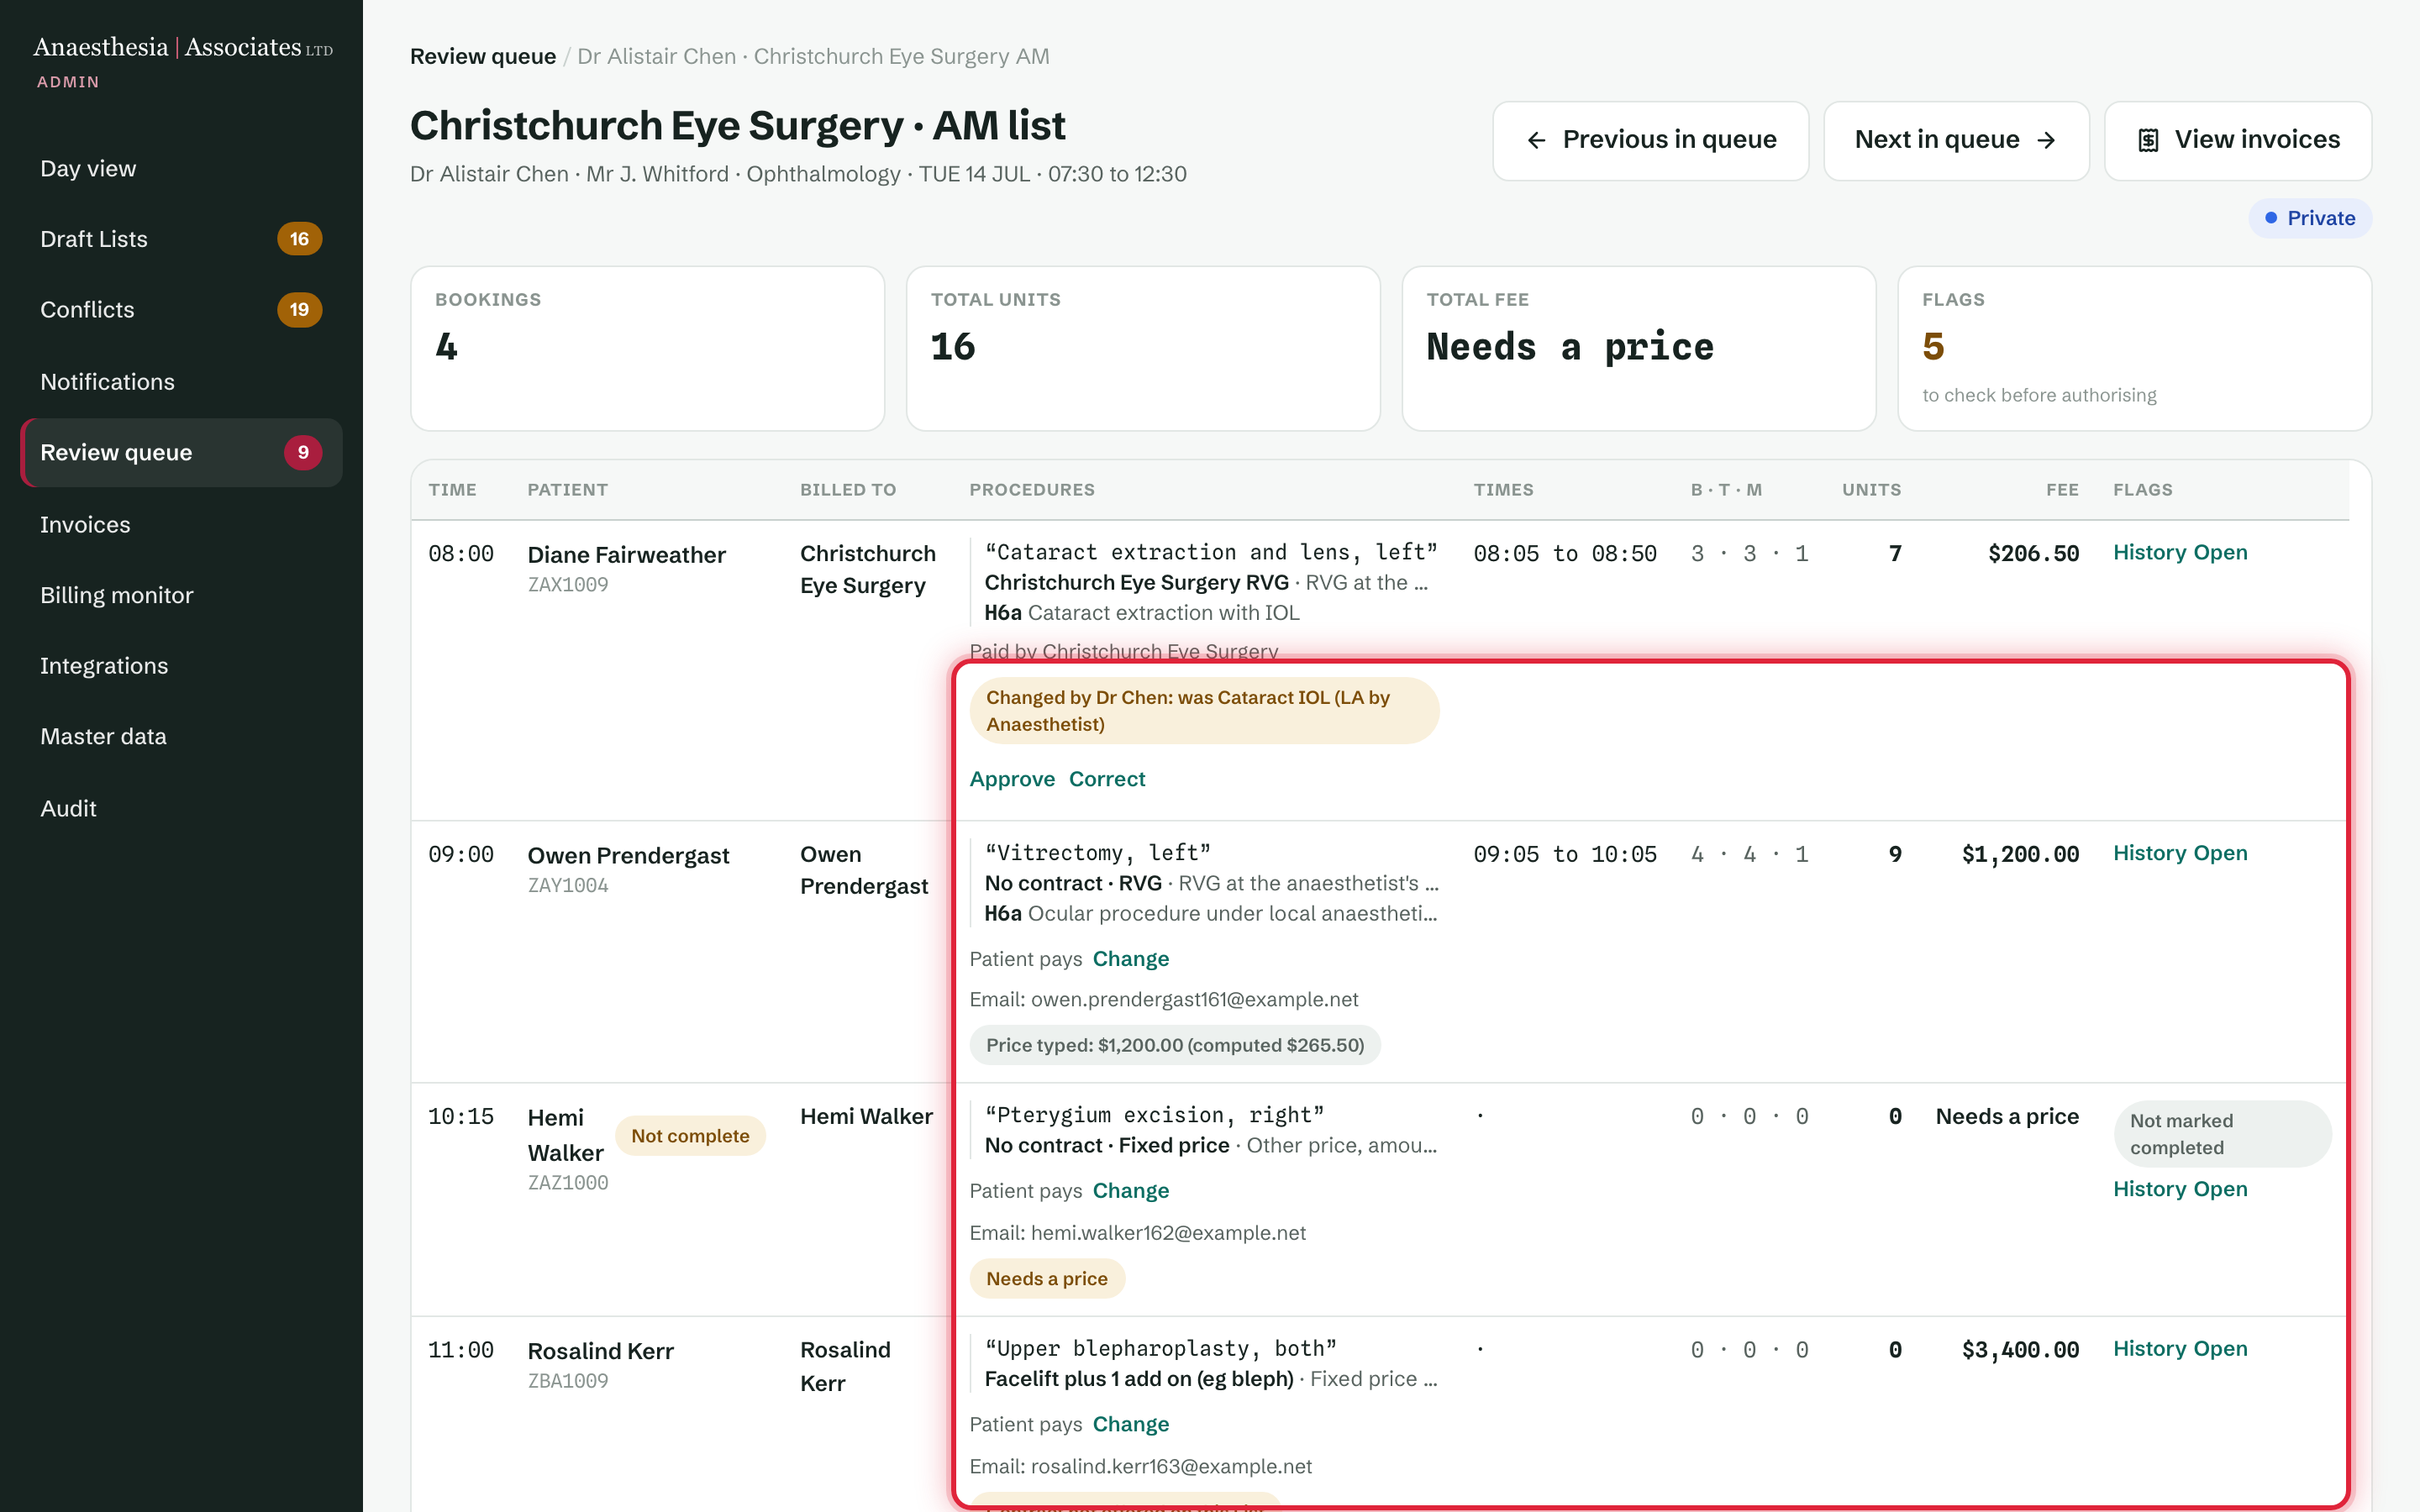 Anaesthesia | Associates LTD
ADMIN
Day view
Draft Lists 16
Conflicts 19
Notifications
Review queue 9
Invoices
Billing monitor
Integrations
Master data
Audit
Review queue / Dr Alistair Chen · Christchurch Eye Surgery AM
Christchurch Eye Surgery · AM list
Dr Alistair Chen · Mr J. Whitford · Ophthalmology · TUE 14 JUL · 07:30 to 12:30
← Previous in queue
Next in queue →
View invoices
Private
BOOKINGS
4
TOTAL UNITS
16
TOTAL FEE
Needs a price
FLAGS
5
to check before authorising
TIME PATIENT BILLED TO PROCEDURES TIMES B · T · M UNITS FEE FLAGS
08:00
Diane Fairweather
ZAX1009
Christchurch
Eye Surgery
“Cataract extraction and lens, left”
Christchurch Eye Surgery RVG · RVG at the ...
H6a Cataract extraction with IOL
Paid by Christchurch Eye Surgery
Changed by Dr Chen: was Cataract IOL (LA by
Anaesthetist)
Approve Correct
08:05 to 08:50 3 · 3 · 1 7 $206.50 History Open
09:00
Owen Prendergast
ZAY1004
Owen
Prendergast
“Vitrectomy, left”
No contract · RVG · RVG at the anaesthetist's ...
H6a Ocular procedure under local anaestheti...
Patient pays Change
Email: owen.prendergast161@example.net
Price typed: $1,200.00 (computed $265.50)
09:05 to 10:05 4 · 4 · 1 9 $1,200.00 History Open
10:15
Hemi
Walker
ZAZ1000
Not complete
Hemi Walker
“Pterygium excision, right”
No contract · Fixed price · Other price, amou...
Patient pays Change
Email: hemi.walker162@example.net
Needs a price
· 0 · 0 · 0 0 Needs a price
Not marked
completed
History Open
11:00
Rosalind Kerr
ZBA1009
Rosalind
Kerr
“Upper blepharoplasty, both”
Facelift plus 1 add on (eg bleph) · Fixed price ...
Patient pays Change
Email: rosalind.kerr163@example.net
· 0 · 0 · 0 0 $3,400.00 History Open